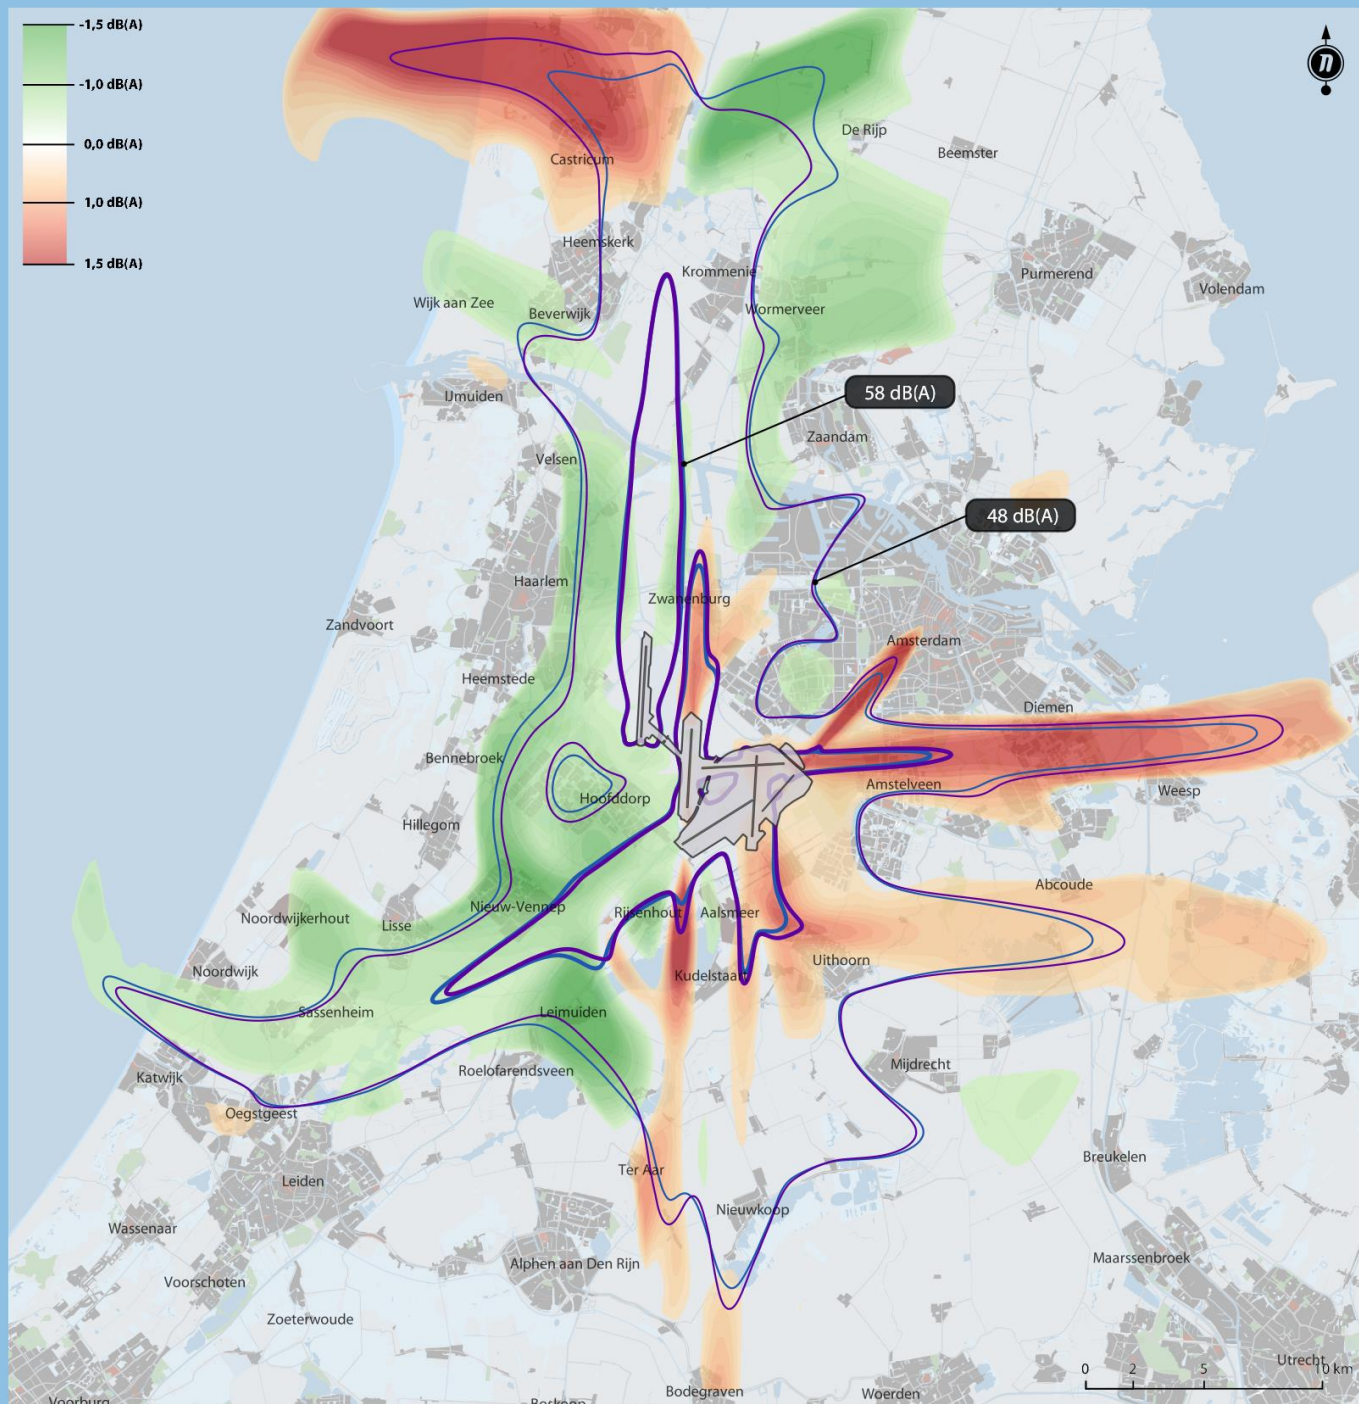 -1,5 dB(A)
-1,0 dB(A)
0,0 dB(A)
1,0 dB(A)
1,5 dB(A)
n
De Rijp
Beemster
Castricum
Heemskerk
Krommenie
Purmerend
Volendam
Wijk aan Zee
Beverwijk
Wormerveer
58 dB(A)
IJmuiden
Zaandam
Velsen
48 dB(A)
Haarlem
Zwanenburg
Zandvoort
Amsterdam
Heemstede
Diemen
Bennebroek
Amstelveen
Weesp
Hoofddorp
Hillegom
Abcoude
Nieuw-Vennep
Rijsenhout
Aalsmeer
Noordwijkerhout
Lisse
Uithoorn
Noordwijk
Kudelstaart
Sassenheim
Leimuiden
Mijdrecht
Roelofarendsveen
Katwijk
Oegstgeest
Breukelen
Ter Aar
Leiden
Nieuwkoop
Wassenaar
Maarssenbroek
Alphen aan Den Rijn
Voorschoten
Zoeterwoude
Utrecht
0 2 5 10 km
Bodegraven
Woerden
Voorburg
Boskoop